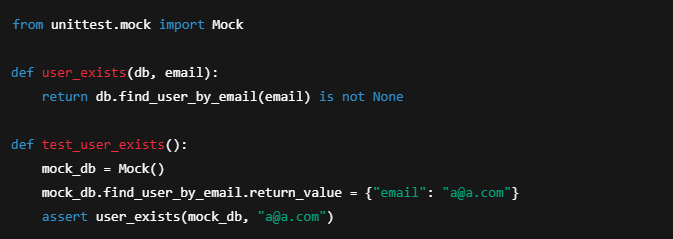 from unittest.mock import Mock
def user_exists(db, email):
    return db.find_user_by_email(email) is not None
def test_user_exists():
    mock_db = Mock()
    mock_db.find_user_by_email.return_value = {"email": "a@a.com"}
    assert user_exists(mock_db, "a@a.com")